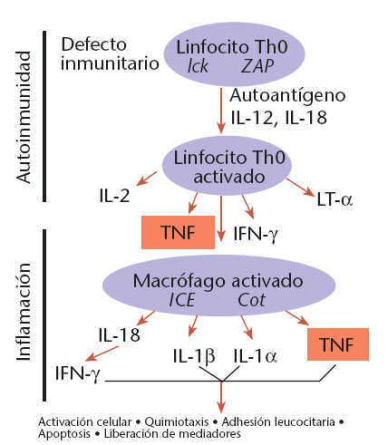 Defecto
inmunitario
Linfocito Th0
lck ZAP
Autoinmunidad
Autoantígeno
IL-12, IL-18
Linfocito Th0
activado
IL-2
TNF
IFN-γ
LT-α
Inflamación
Macrófago activado
ICE Cot
IL-18
IFN-γ
IL-1β
IL-1α
TNF
Activación celular • Quimiotaxis • Adhesión leucocitaria •
Apoptosis • Liberación de mediadores